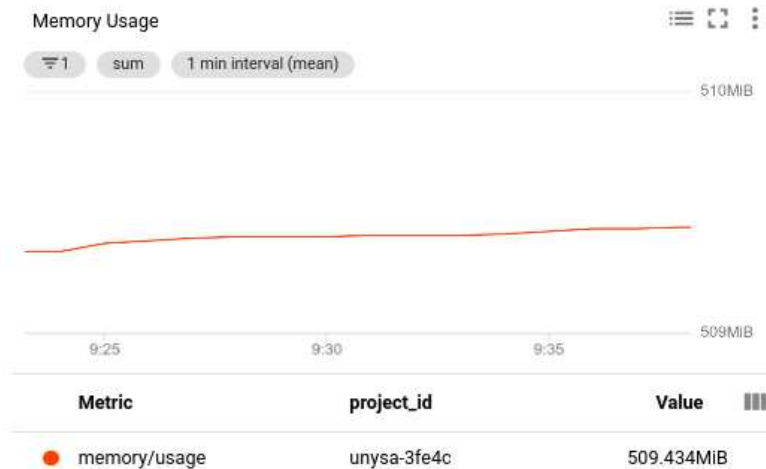 Memory Usage
1 sum 1 min interval (mean)
510MiB
509MiB
9:25 9:30 9:35
Metric project_id Value
memory/usage unysa-3fe4c 509.434MiB